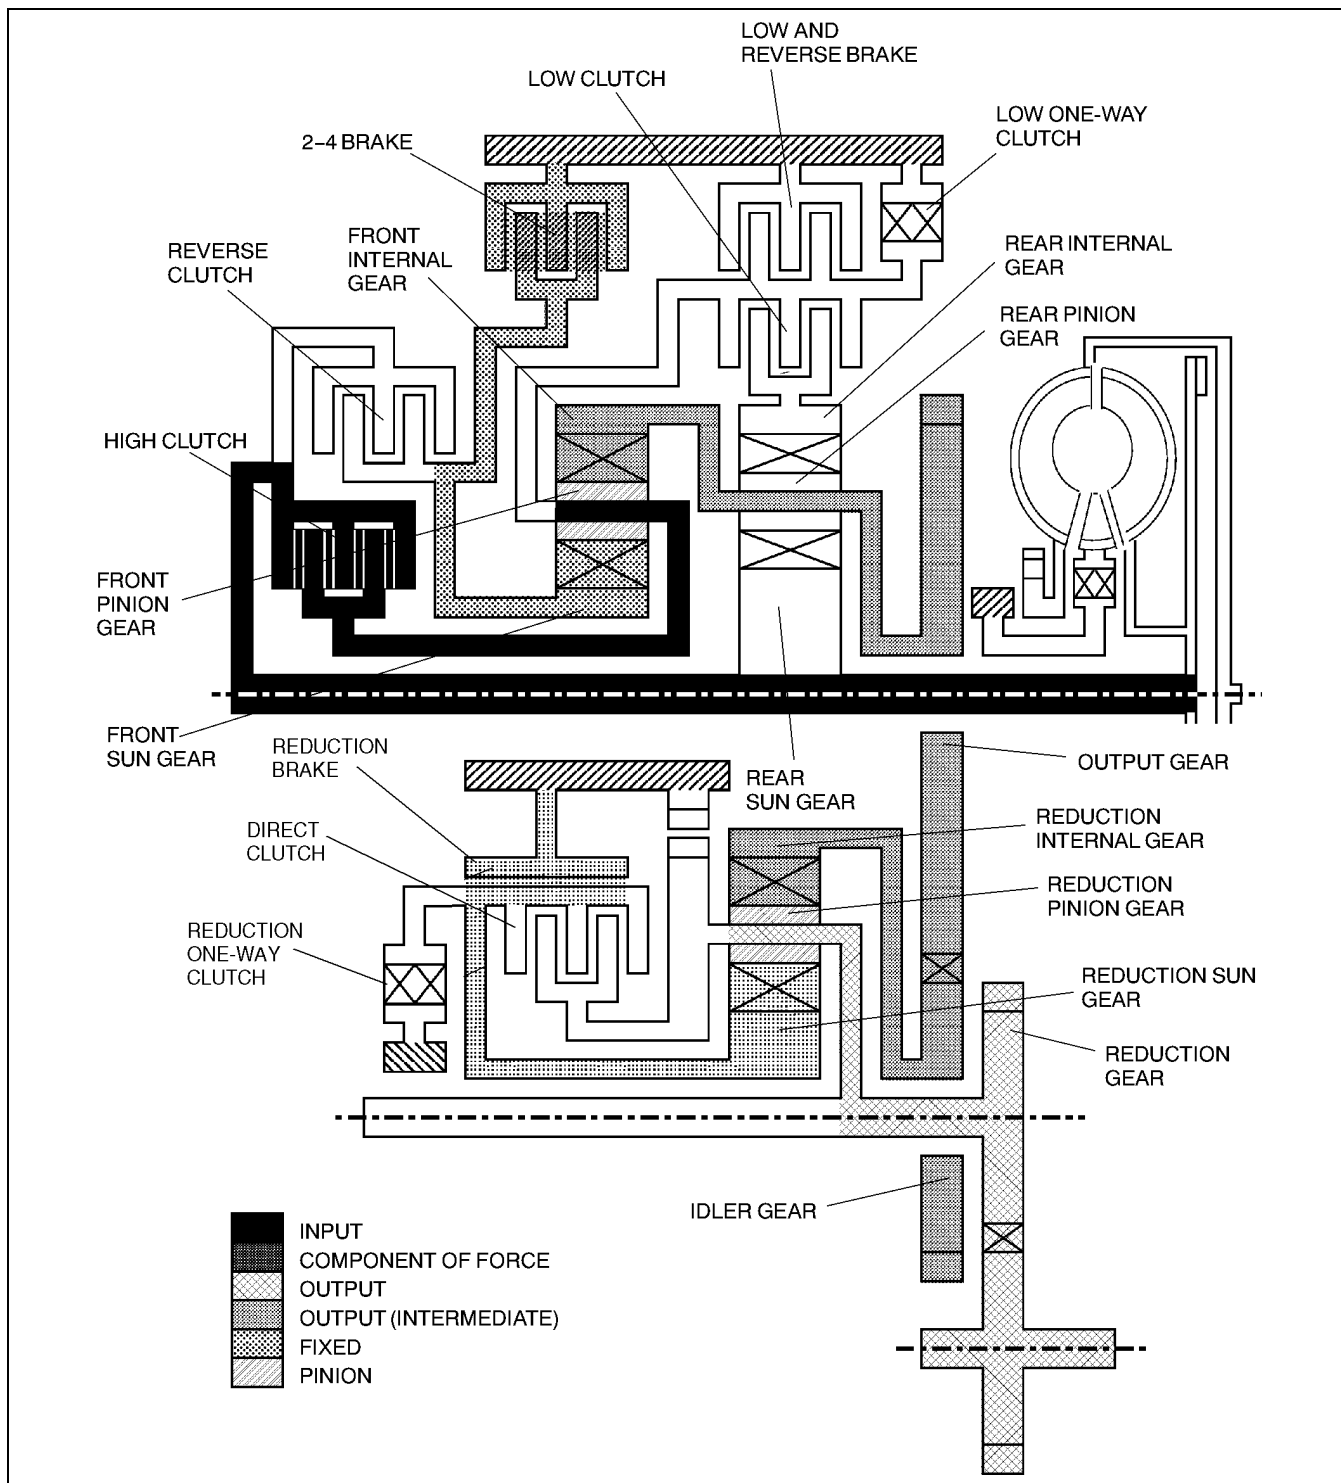 LOW AND
REVERSE BRAKE
LOW CLUTCH
LOW ONE-WAY
CLUTCH
2–4 BRAKE
FRONT
INTERNAL
GEAR
REVERSE
CLUTCH
REAR INTERNAL
GEAR
REAR PINION
GEAR
HIGH CLUTCH
FRONT
PINION
GEAR
FRONT
SUN GEAR
REDUCTION
BRAKE
REAR
SUN GEAR
OUTPUT GEAR
DIRECT
CLUTCH
REDUCTION
INTERNAL GEAR
REDUCTION
PINION GEAR
REDUCTION
ONE-WAY
CLUTCH
REDUCTION SUN
GEAR
REDUCTION
GEAR
IDLER GEAR
INPUT
COMPONENT OF FORCE
OUTPUT
OUTPUT (INTERMEDIATE)
FIXED
PINION